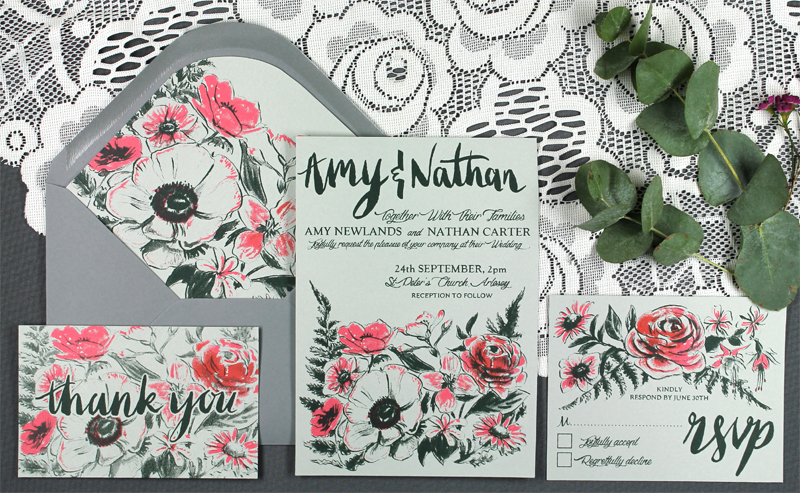 Amy & Nathan
Together With Their Families
AMY NEWLANDS and NATHAN CARTER
Joyfully request the pleasure of your company at their Wedding
24th SEPTEMBER, 2pm
St Peter's Church, Arlesey
RECEPTION TO FOLLOW
thank you
KINDLY
RESPOND BY JUNE 30TH
M.
Joyfully accept
Regretfully decline
rsvp